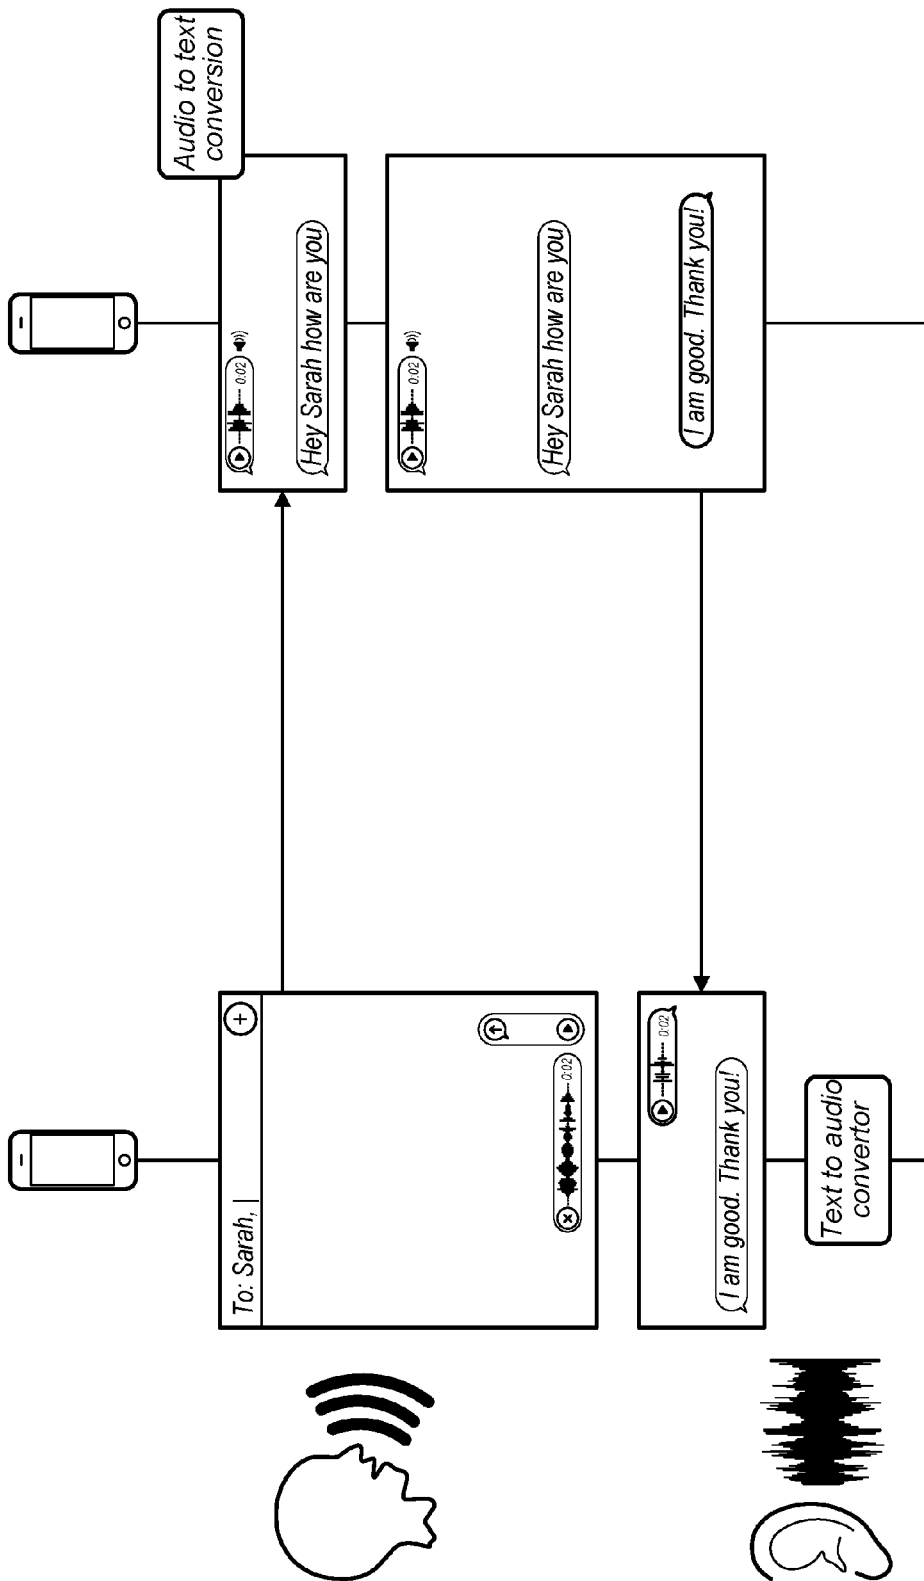 To: Sarah, |
0:02
Audio to text
conversion
0:02
Hey Sarah how are you
0:02
Hey Sarah how are you
I am good. Thank you!
0:02
I am good. Thank you!
Text to audio
convertor